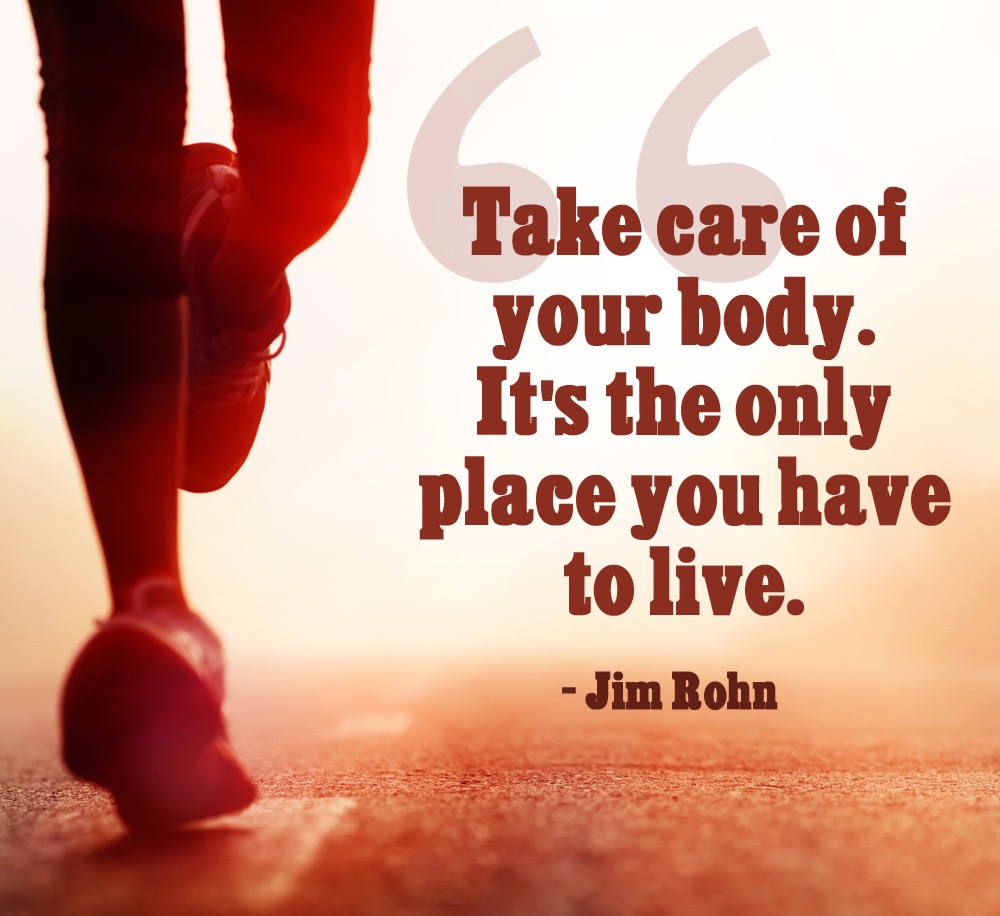 Take care of
your body.
It's the only
place you have
to live.
- Jim Rohn